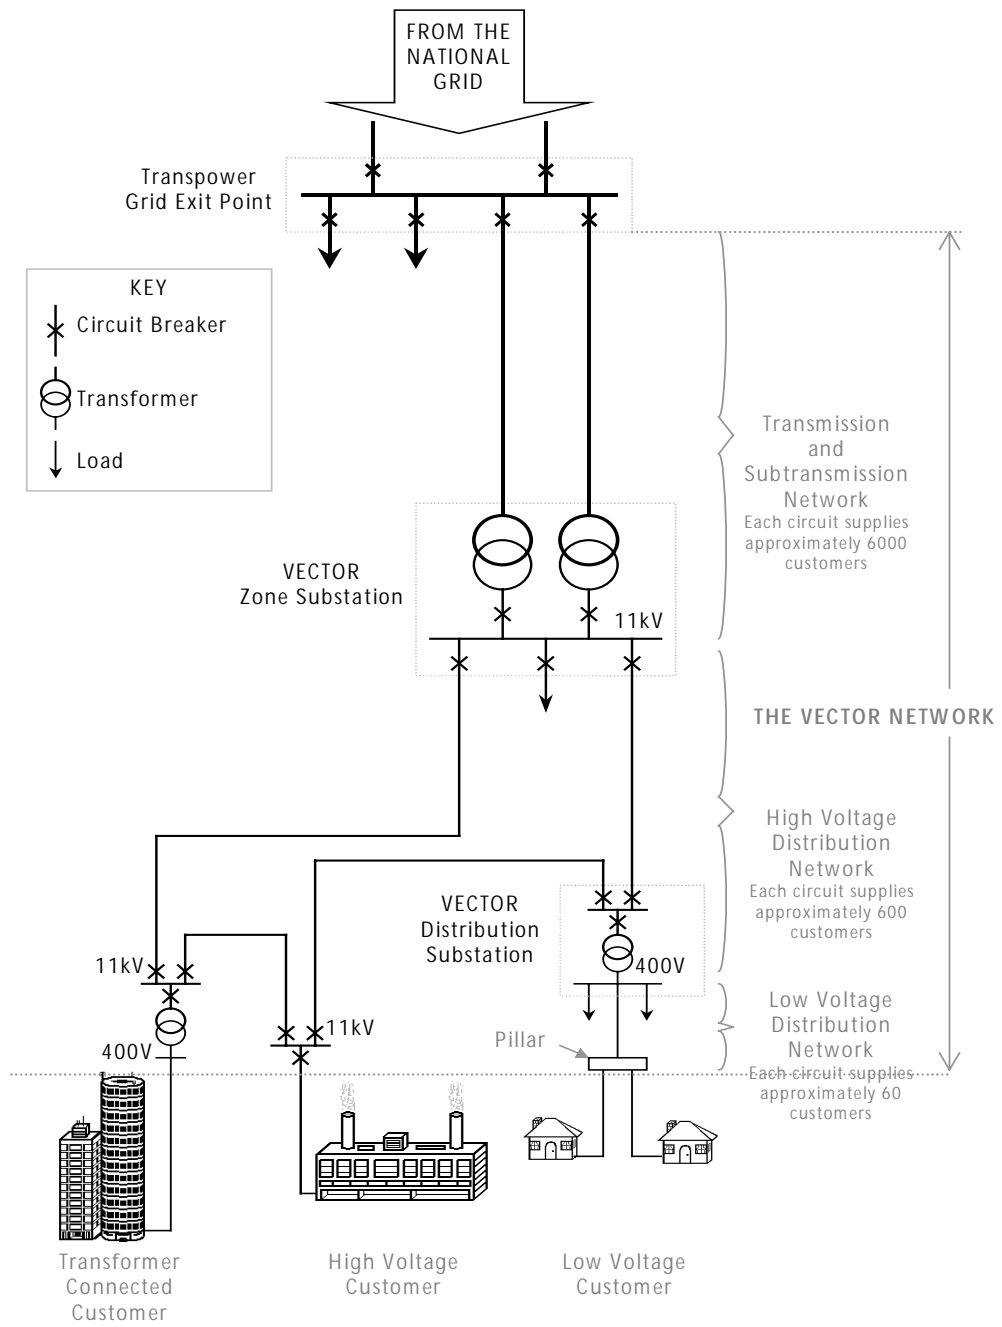 FROM THE
NATIONAL
GRID
Transpower
Grid Exit Point
KEY
Circuit Breaker
Transformer
Load
Transmission
and
Subtransmission
Network
Each circuit supplies
approximately 6000
customers
VECTOR
Zone Substation
11kV
THE VECTOR NETWORK
High Voltage
Distribution
Network
Each circuit supplies
approximately 600
customers
VECTOR
Distribution
Substation
400V
11kV
Low Voltage
Distribution
Network
Each circuit supplies
approximately 60
customers
11kV
Pillar
400V
Transformer
Connected
Customer
High Voltage
Customer
Low Voltage
Customer